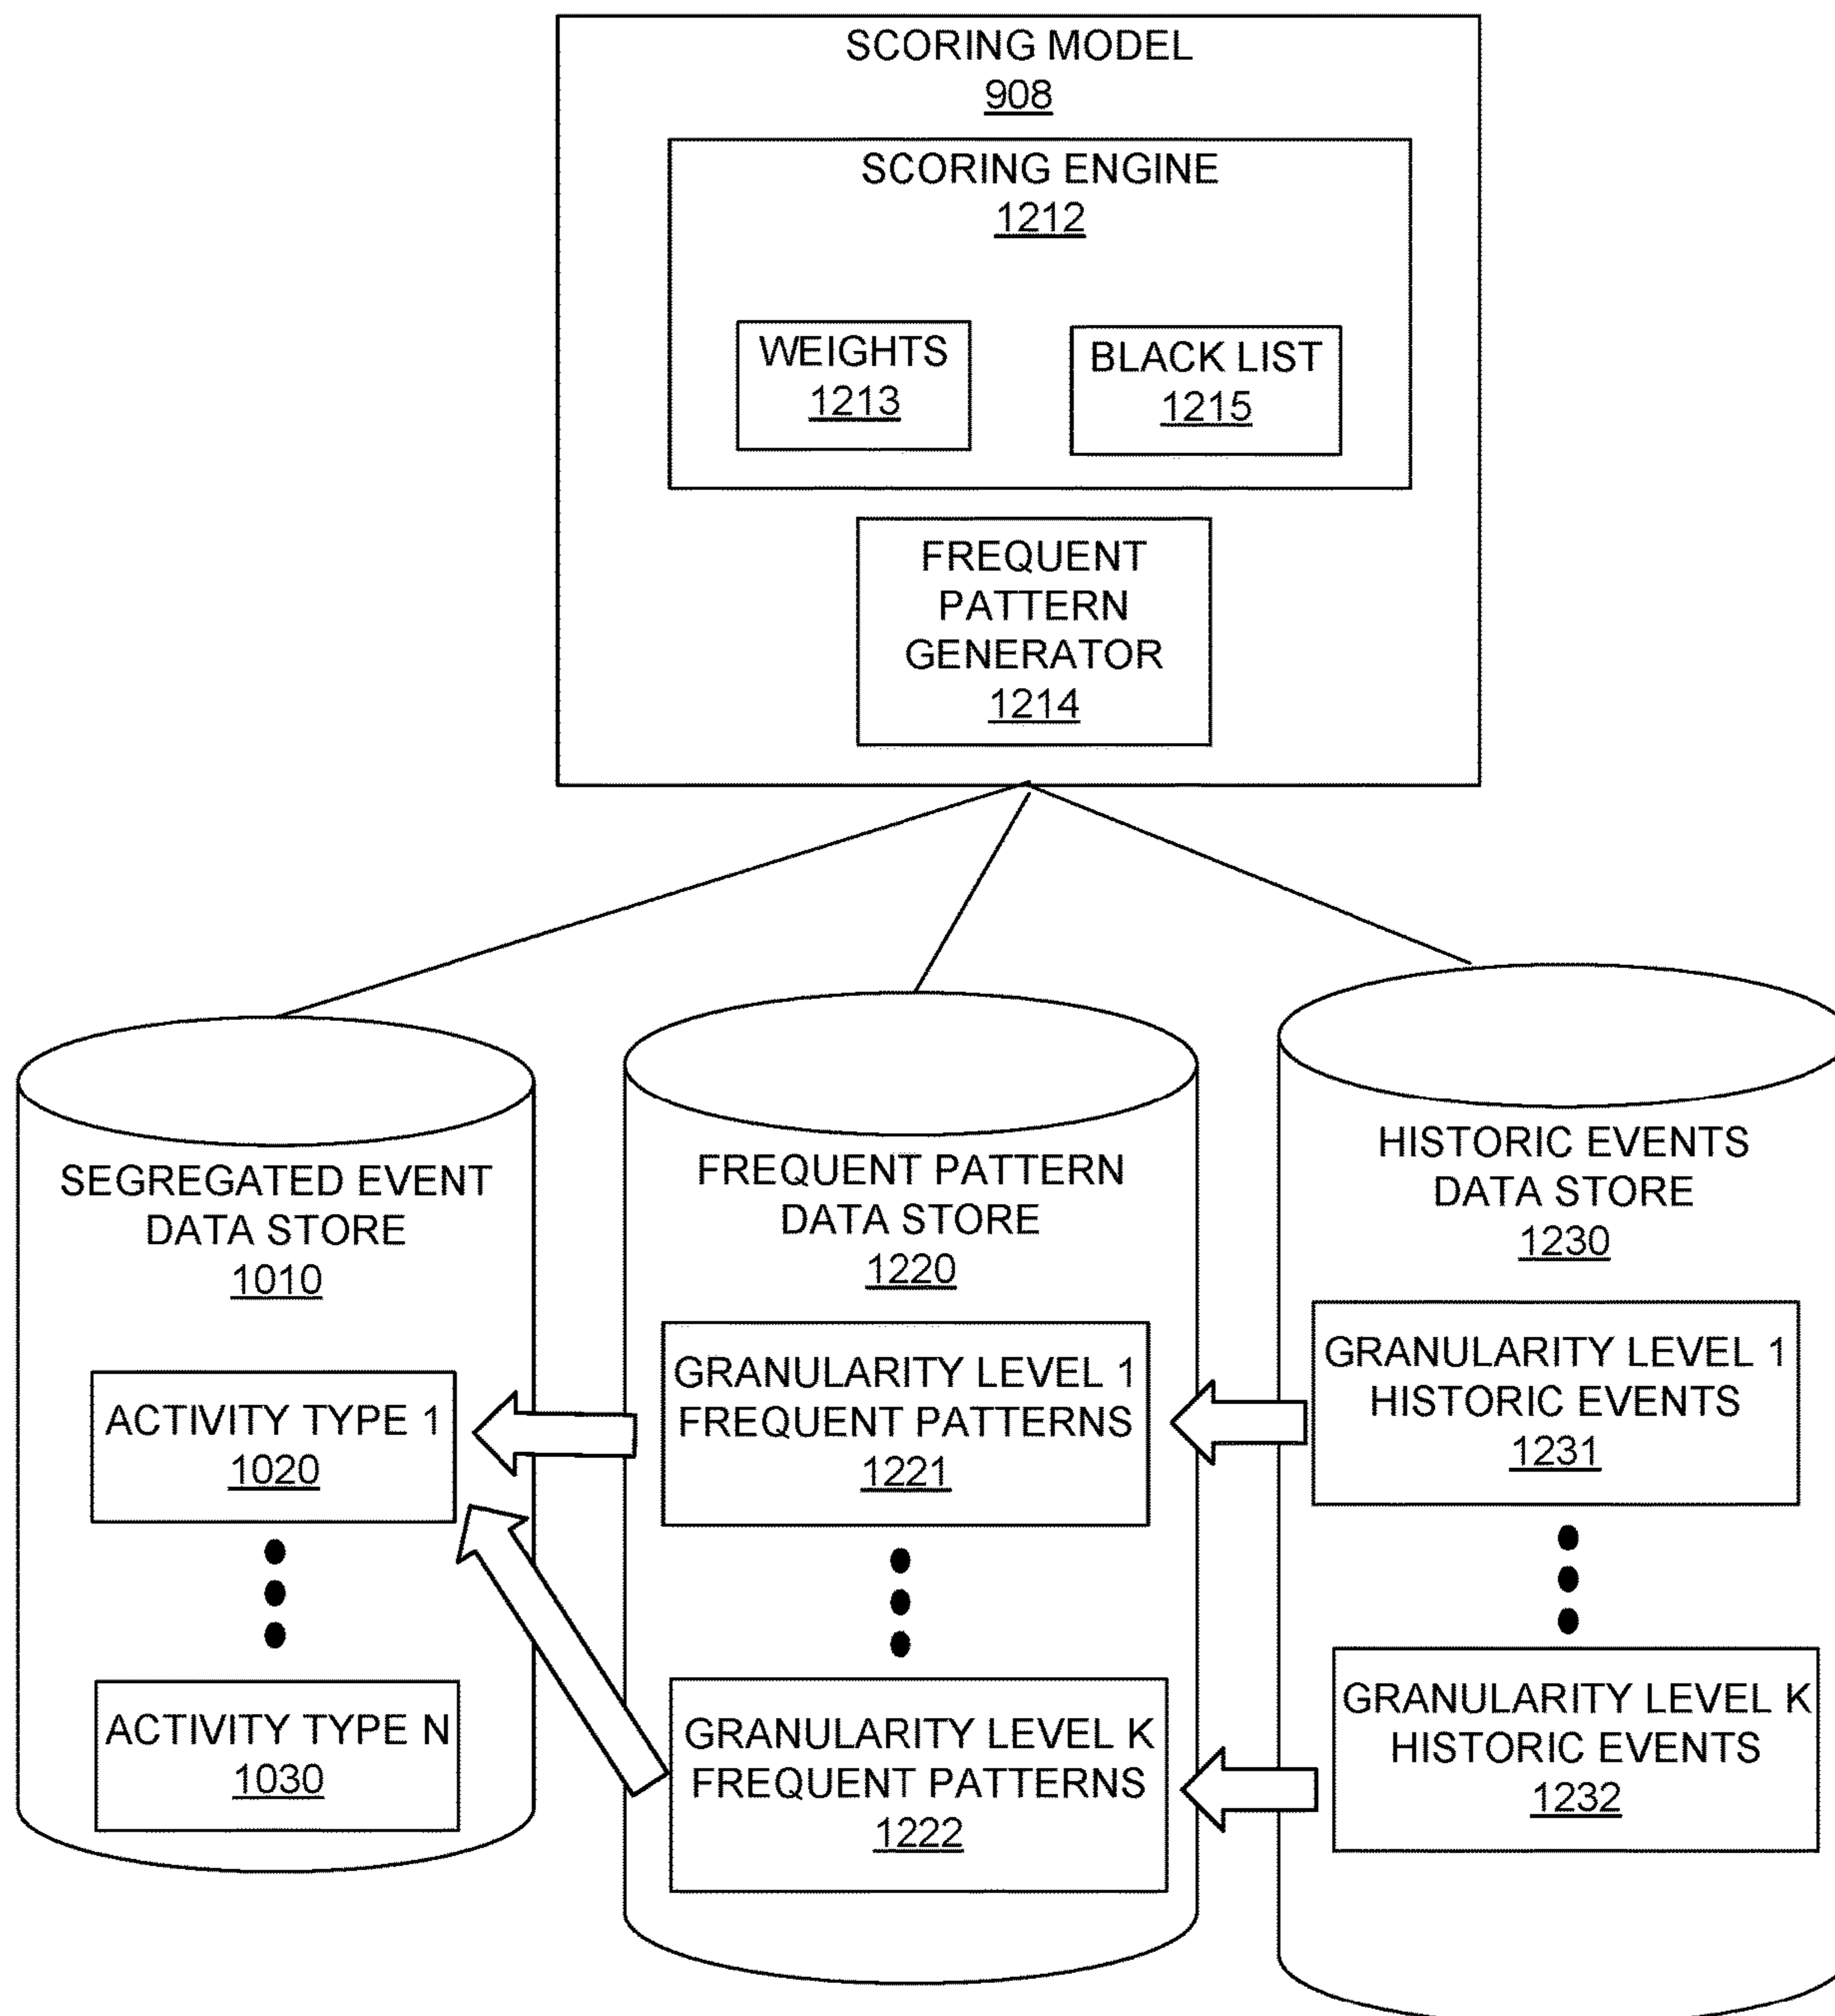 SCORING MODEL
908
SCORING ENGINE
1212
WEIGHTS
1213
BLACK LIST
1215
FREQUENT
PATTERN
GENERATOR
1214
SEGREGATED EVENT
DATA STORE
1010
ACTIVITY TYPE 1
1020
ACTIVITY TYPE N
1030
FREQUENT PATTERN
DATA STORE
1220
GRANULARITY LEVEL 1
FREQUENT PATTERNS
1221
GRANULARITY LEVEL K
FREQUENT PATTERNS
1222
HISTORIC EVENTS
DATA STORE
1230
GRANULARITY LEVEL 1
HISTORIC EVENTS
1231
GRANULARITY LEVEL K
HISTORIC EVENTS
1232